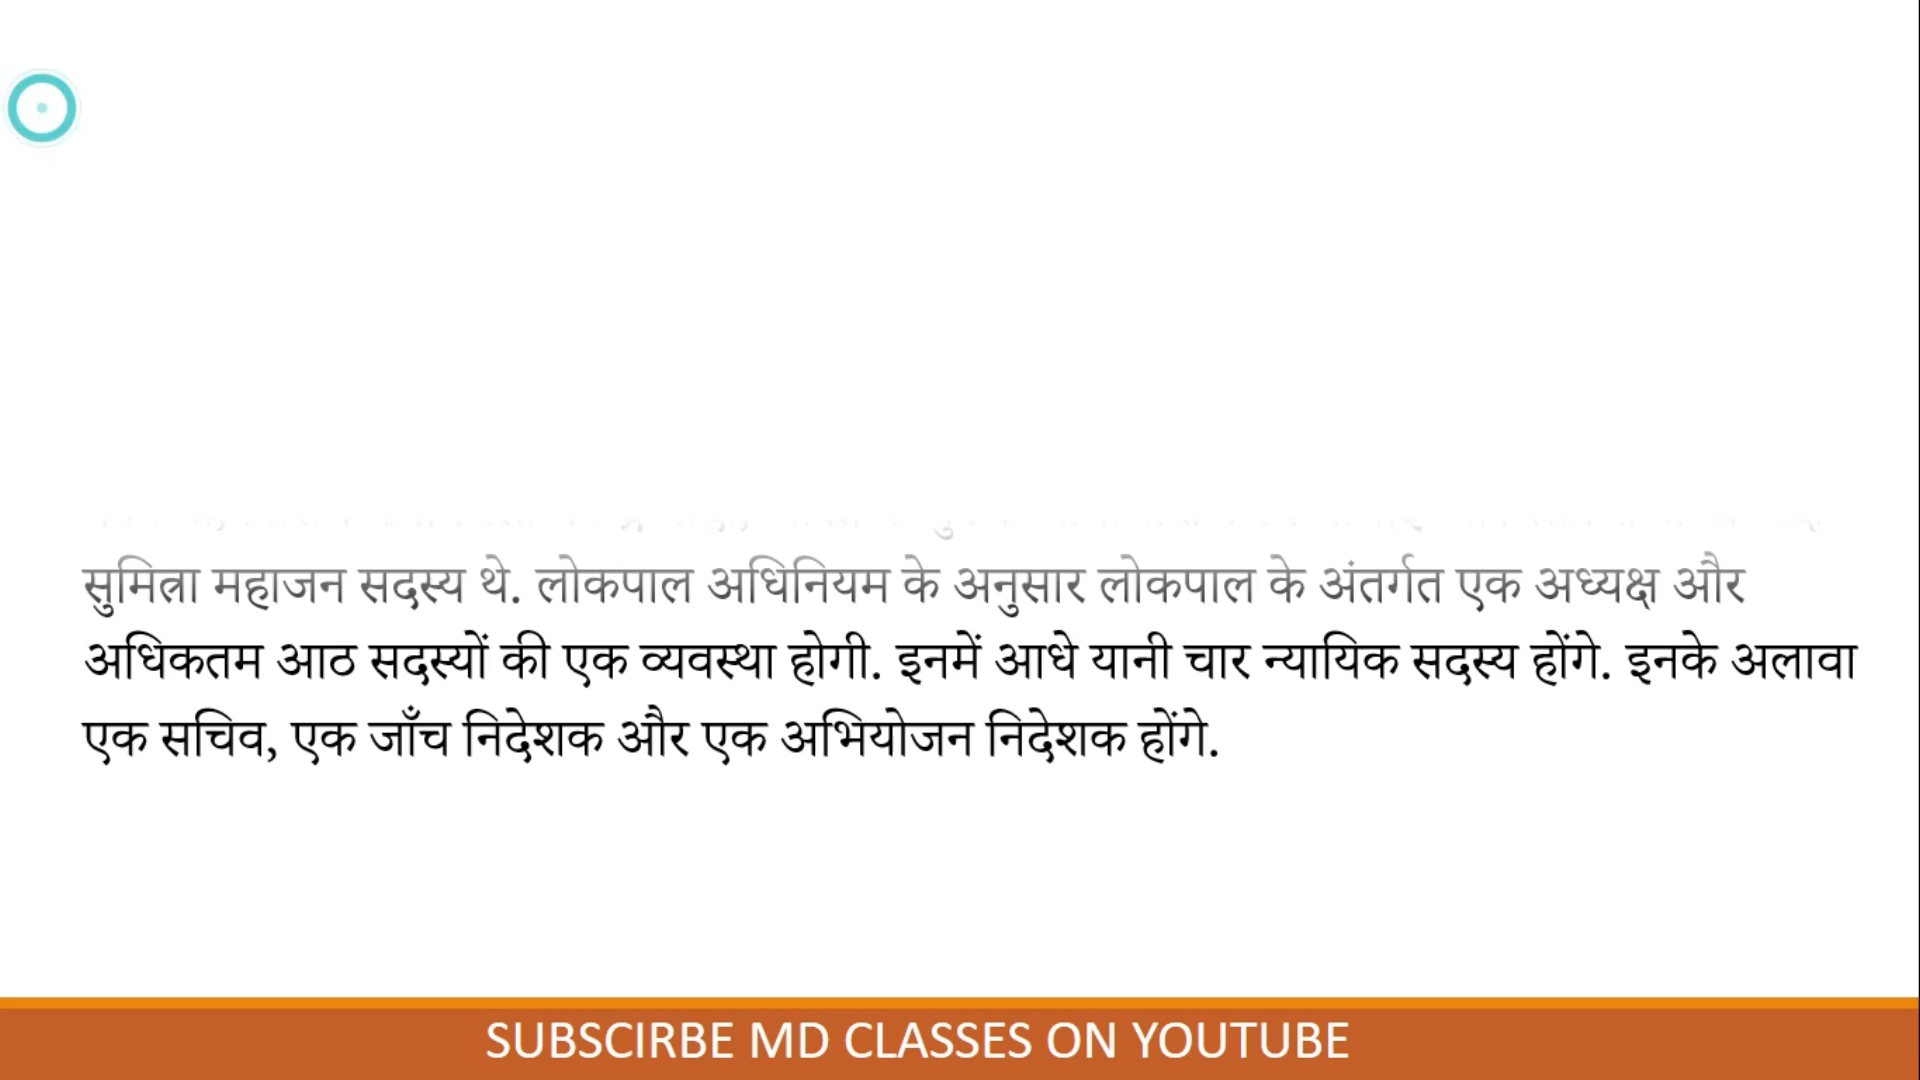 सुमित्रा महाजन सदस्य थे. लोकपाल अधिनियम के अनुसार लोकपाल के अंतर्गत एक अध्यक्ष और
अधिकतम आठ सदस्यों की एक व्यवस्था होगी. इनमें आधे यानी चार न्यायिक सदस्य होंगे. इनके अलावा
एक सचिव, एक जाँच निदेशक और एक अभियोजन निदेशक होंगे.
SUBSCIRBE MD CLASSES ON YOUTUBE